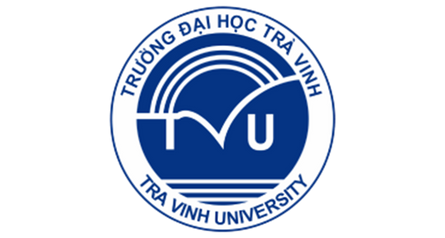 TRƯỜNG ĐẠI HỌC TRÀ VINH
TVU
TRA VINH UNIVERSITY